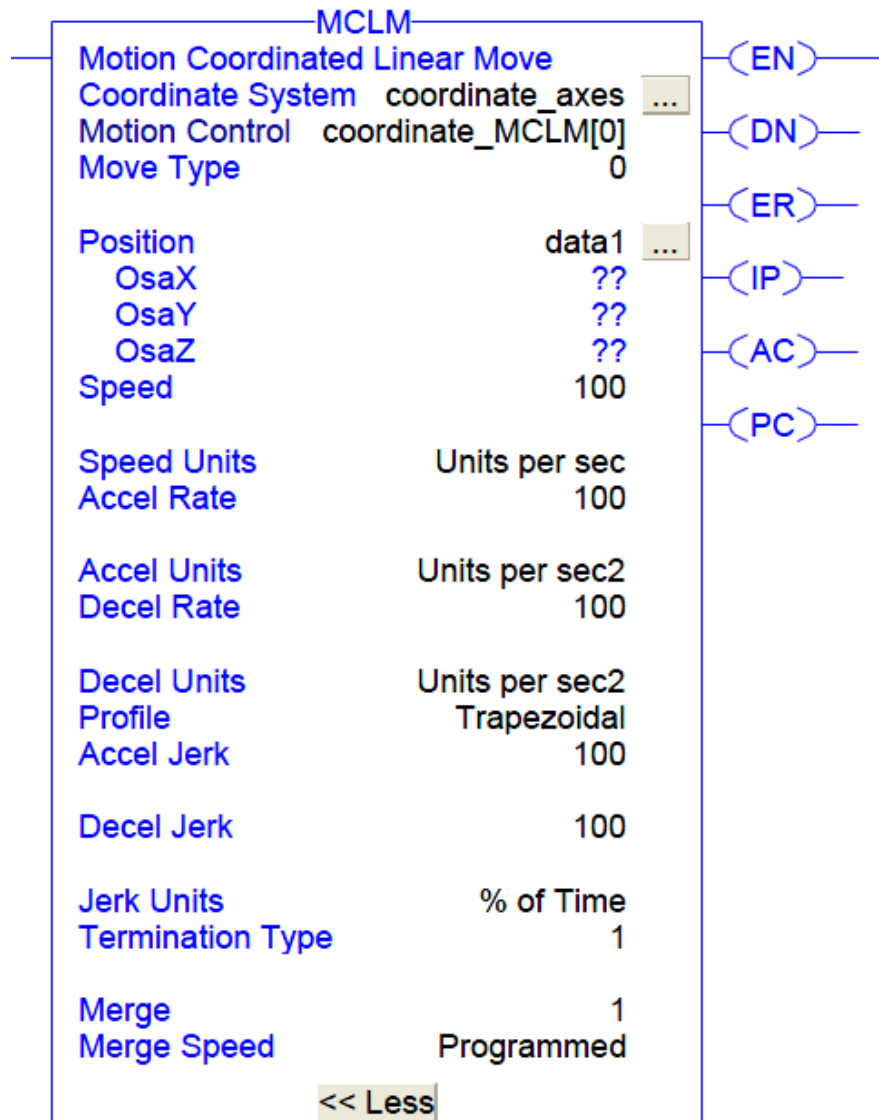 MCLM
Motion Coordinated Linear Move
Coordinate System coordinate_axes ...
Motion Control coordinate_MCLM[0]
Move Type 0
Position data1 ...
OsaX ??
OsaY ??
OsaZ ??
Speed 100
Speed Units Units per sec
Accel Rate 100
Accel Units Units per sec2
Decel Rate 100
Decel Units Units per sec2
Profile Trapezoidal
Accel Jerk 100
Decel Jerk 100
Jerk Units % of Time
Termination Type 1
Merge 1
Merge Speed Programmed
<< Less
EN
DN
ER
IP
AC
PC